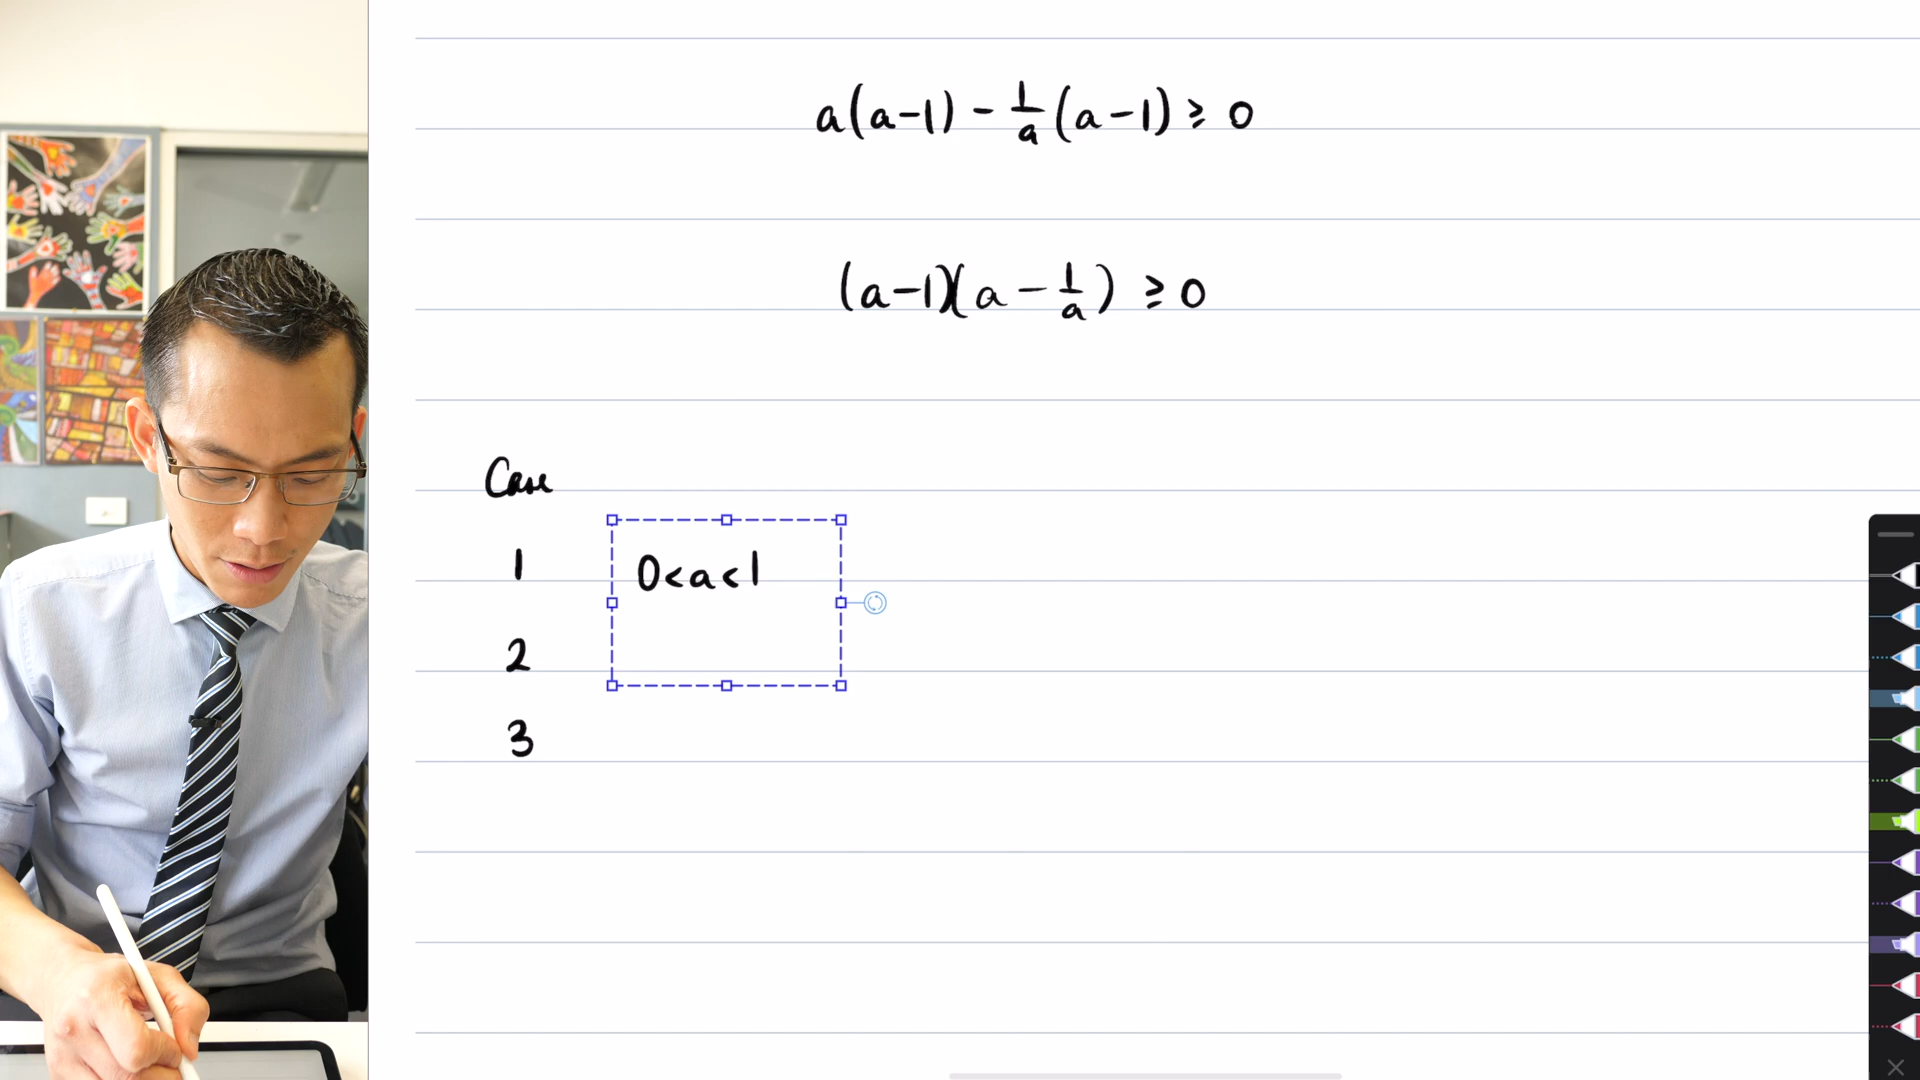 a(a-1) - 1/a (a-1) ≥ 0
(a-1)(a - 1/a) ≥ 0
Case
1 0<a<1
2
3